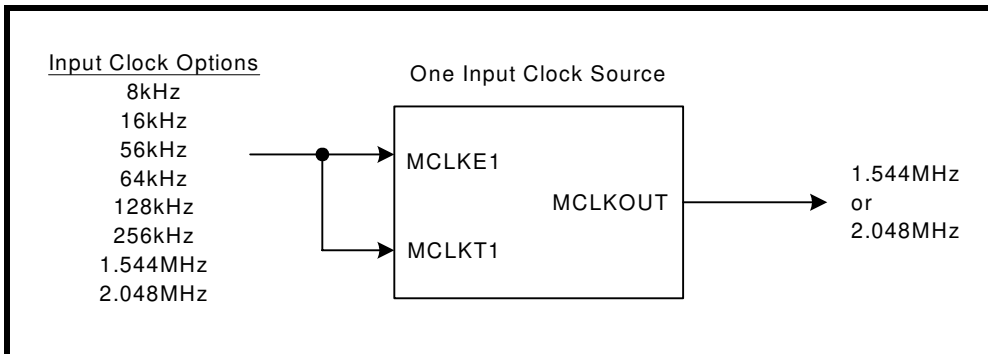 Input Clock Options
8kHz
16kHz
56kHz
64kHz
128kHz
256kHz
1.544MHz
2.048MHz
One Input Clock Source
MCLKE1
MCLKT1
MCLKOUT
1.544MHz
or
2.048MHz